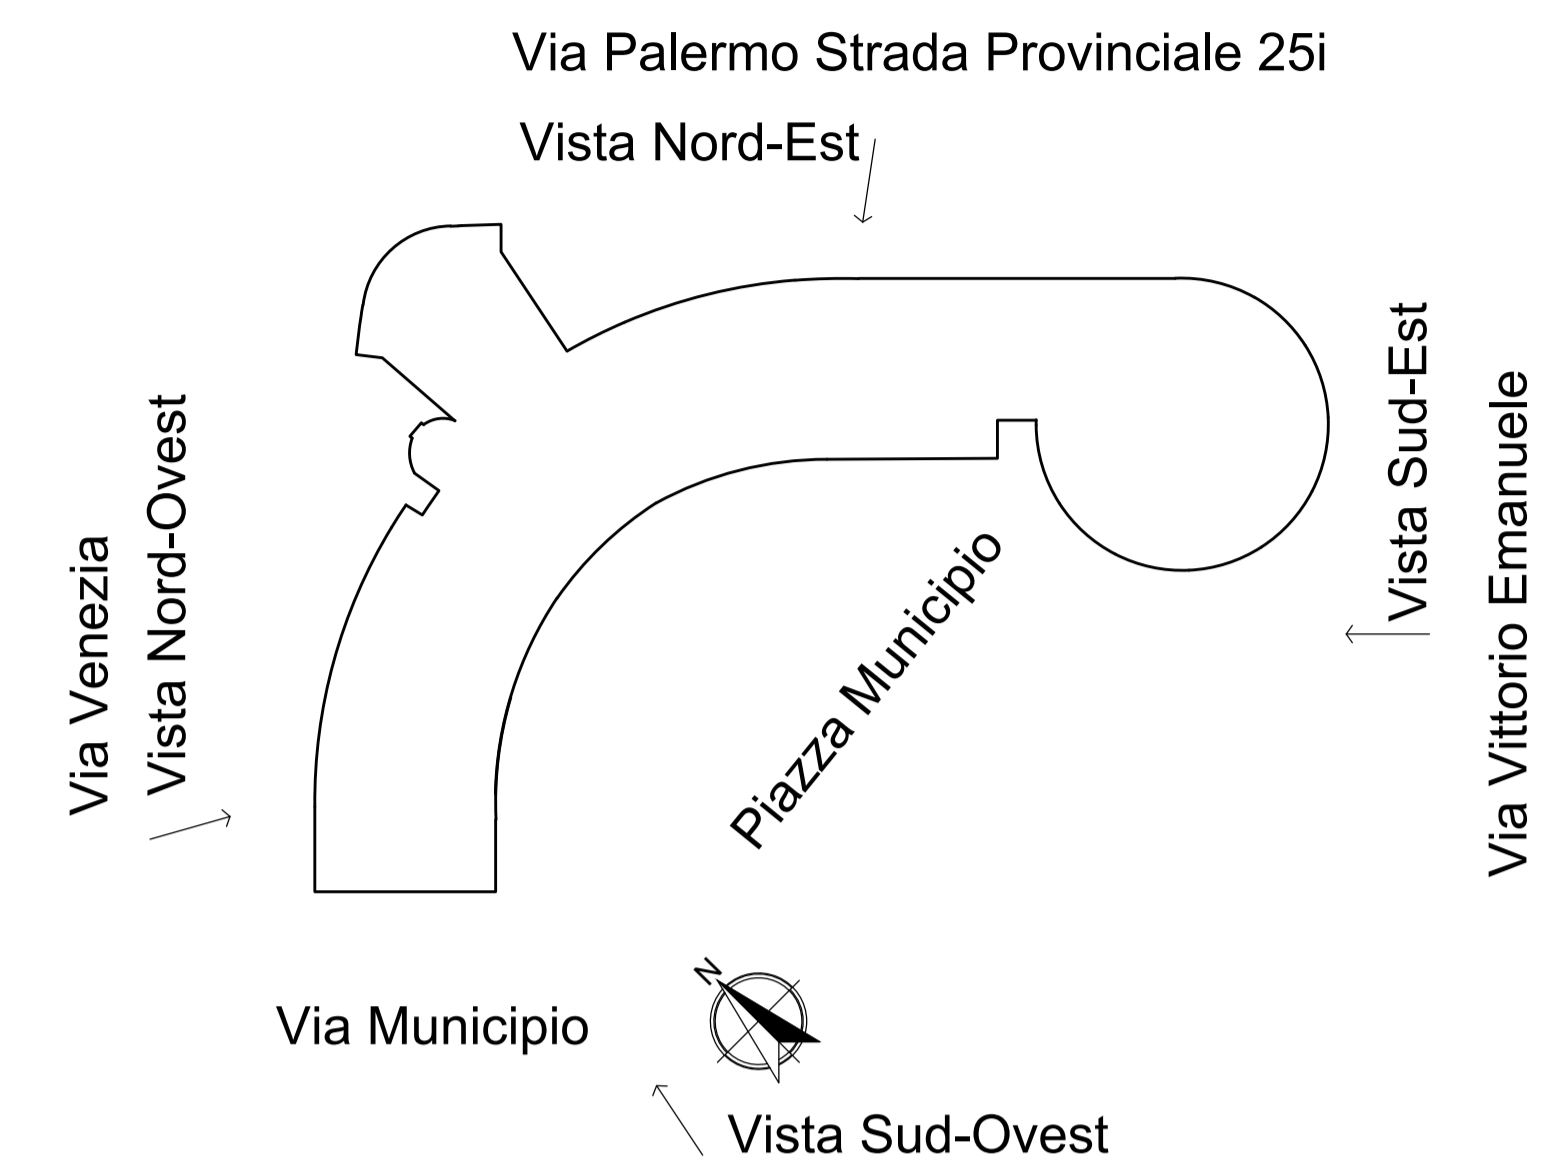 Via Palermo Strada Provinciale 25i
Vista Nord-Est
Via Venezia
Vista Nord-Ovest
Piazza Municipio
Vista Sud-Est
Via Vittorio Emanuele
N
Via Municipio
Vista Sud-Ovest